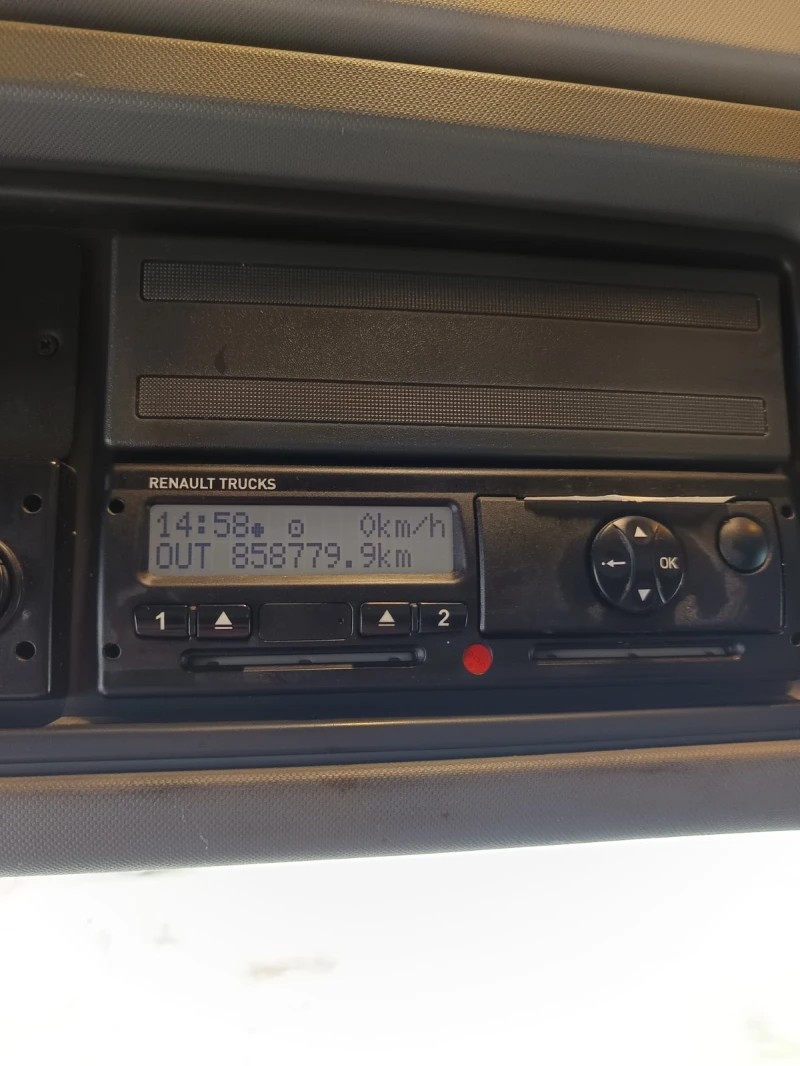 RENAULT TRUCKS
14:58 0km/h
OUT 858779.9km
1 2
OK